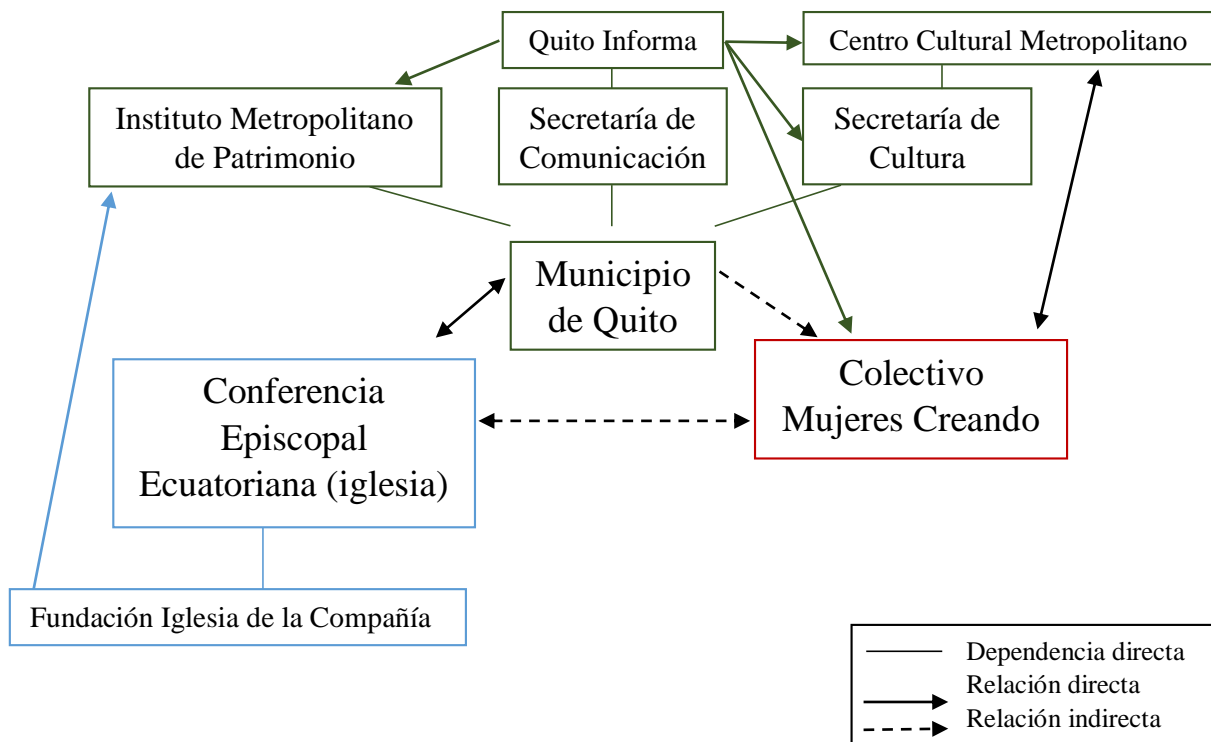 Quito Informa
Centro Cultural Metropolitano
Instituto Metropolitano
de Patrimonio
Secretaría de
Comunicación
Secretaría de
Cultura
Municipio
de Quito
Conferencia
Episcopal
Ecuatoriana (iglesia)
Colectivo
Mujeres Creando
Fundación Iglesia de la Compañía
Dependencia directa
Relación directa
Relación indirecta